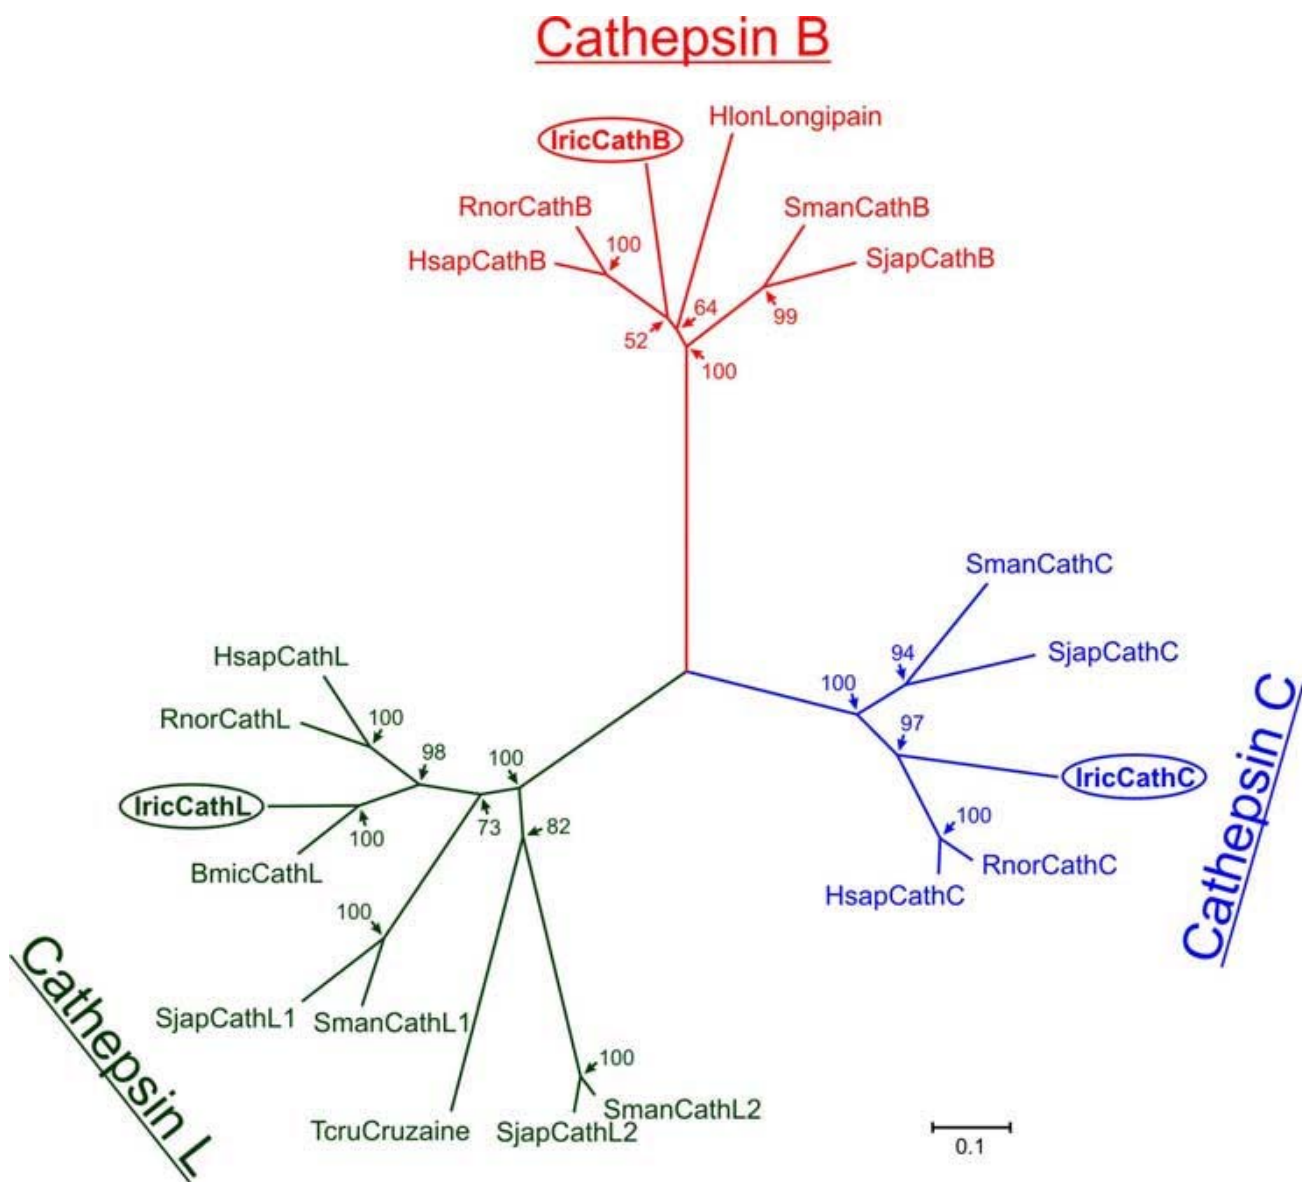 Cathepsin B
HlonLongipain
IricCathB
RnorCathB
SmanCathB
100
HsapCathB
SjapCathB
64
99
52
100
SmanCathC
HsapCathL
94
SjapCathC
100
RnorCathL
100
97
98
100
IricCathC
Cathepsin C
IricCathL
100
73
82
100
BmicCathL
RnorCathC
HsapCathC
100
Cathepsin L
SjapCathL1
SmanCathL1
100
SmanCathL2
TcruCruzaine
SjapCathL2
0.1